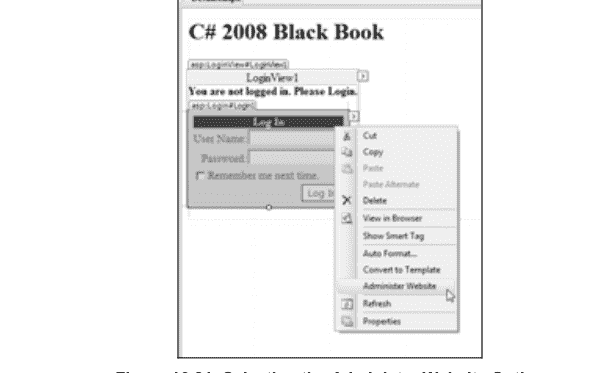 C# 2008 Black Book
asp:LoginView#LoginView1
LoginView1
You are not logged in. Please Login.
asp:Login#Login1
Log In
User Name:
Password:
Remember me next time.
Log In
Cut
Copy
Paste
Paste Alternate
Delete
View in Browser
Show Smart Tag
Auto Format...
Convert to Template
Administer Website
Refresh
Properties